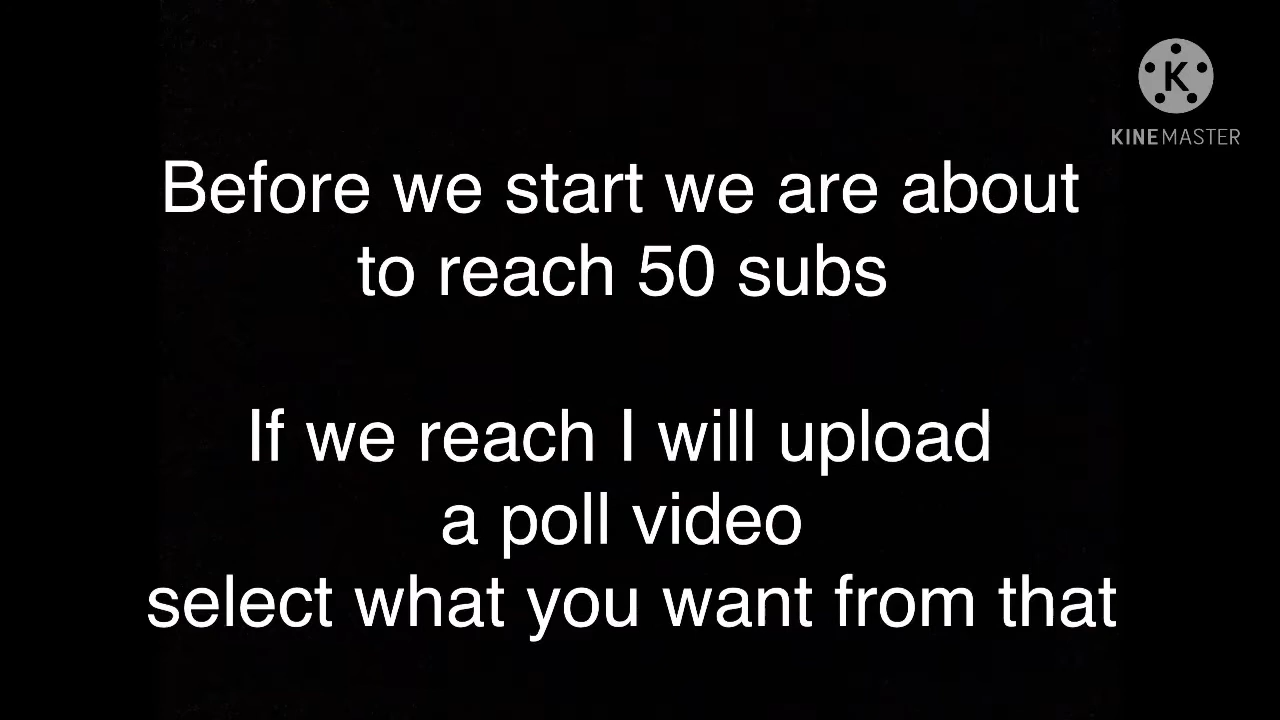 KINEMASTER
Before we start we are about
to reach 50 subs
If we reach I will upload
a poll video
select what you want from that